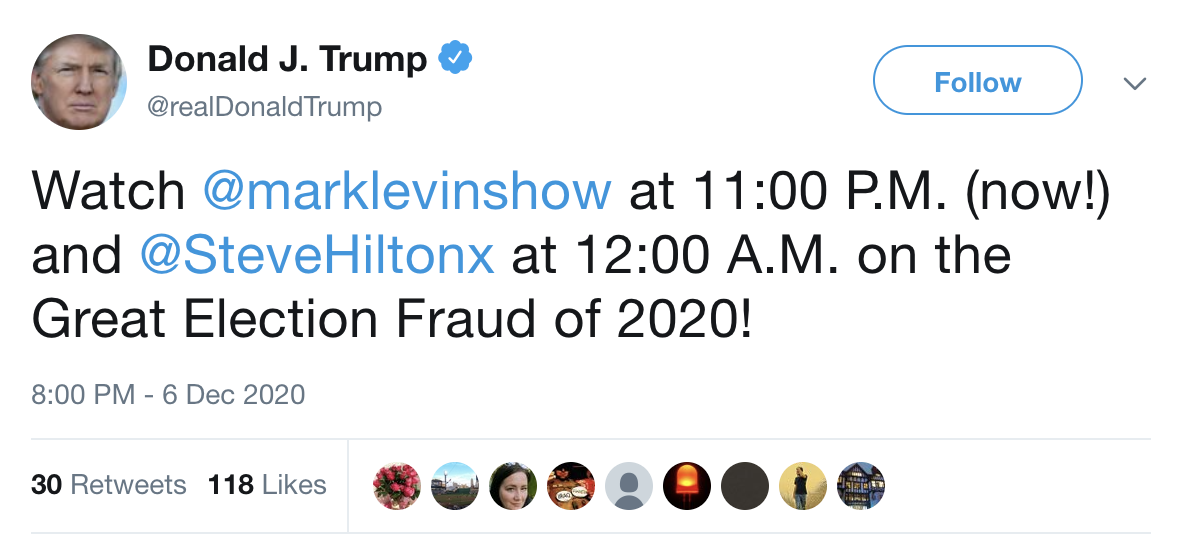 Donald J. Trump
@realDonaldTrump
Follow
Watch @marklevinshow at 11:00 P.M. (now!)
and @SteveHiltonx at 12:00 A.M. on the
Great Election Fraud of 2020!
8:00 PM - 6 Dec 2020
30 Retweets 118 Likes